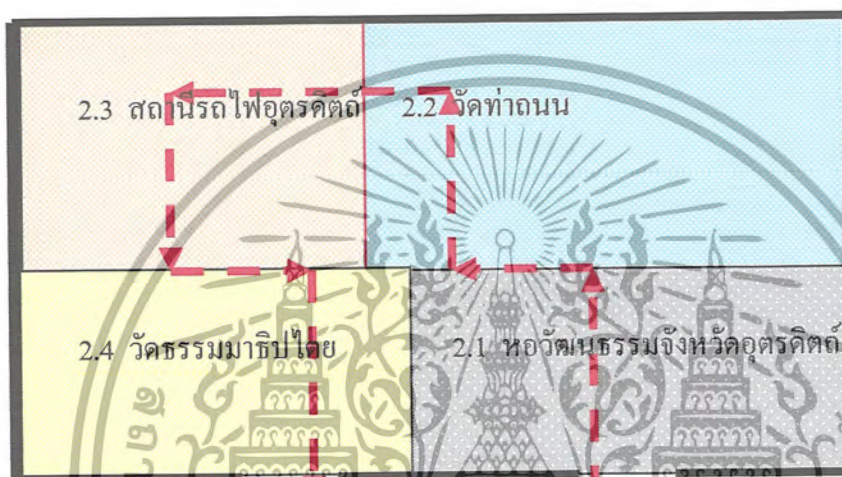 2.3 สถานีรถไฟอุตรดิตถ์
2.2 วัดท่าถนน
2.4 วัดธรรมาธิปไตย
2.1 หอวัฒนธรรมจังหวัดอุตรดิตถ์